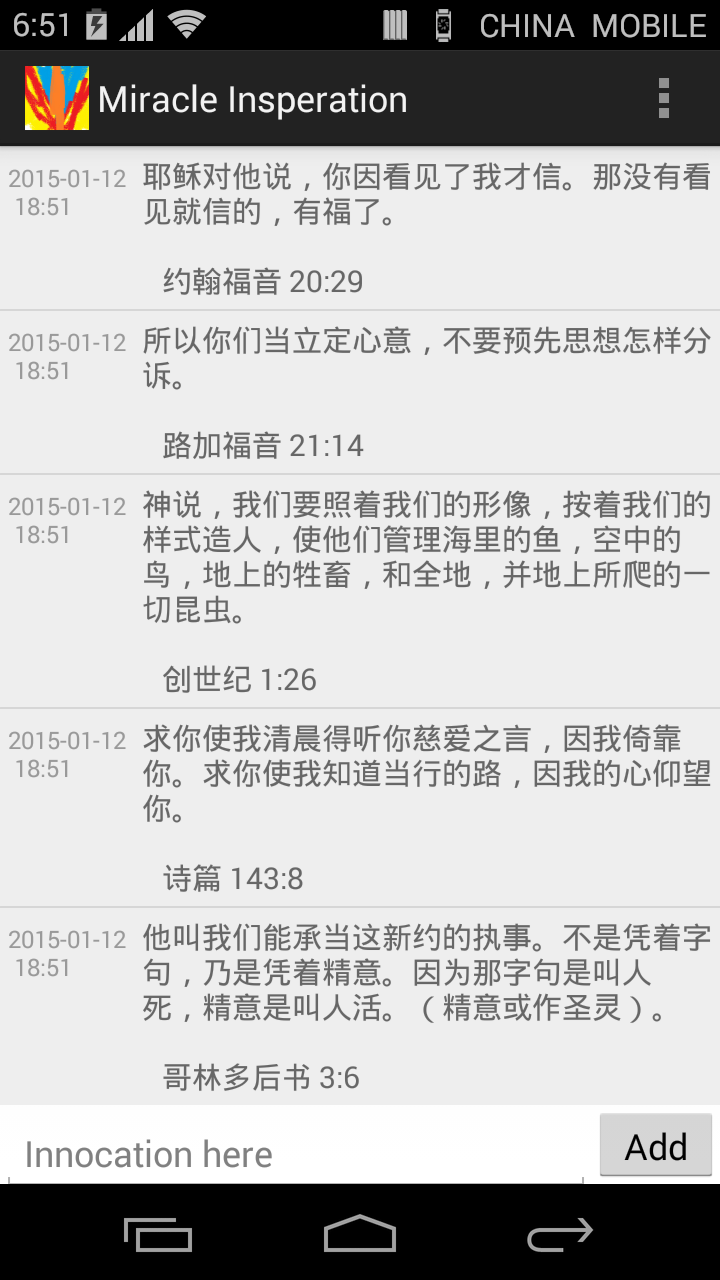 6:51 CHINA MOBILE
Miracle Insperation
2015-01-12
18:51
耶稣对他说，你因看见了我才信。那没有看
见就信的，有福了。
约翰福音 20:29
2015-01-12
18:51
所以你们当立定心意，不要预先思想怎样分
诉。
路加福音 21:14
2015-01-12
18:51
神说，我们要照着我们的形像，按着我们的
样式造人，使他们管理海里的鱼，空中的
鸟，地上的牲畜，和全地，并地上所爬的一
切昆虫。
创世纪 1:26
2015-01-12
18:51
求你使我清晨得听你慈爱之言，因我倚靠
你。求你使我知道当行的路，因我的心仰望
你。
诗篇 143:8
2015-01-12
18:51
他叫我们能承当这新约的执事。不是凭着字
句，乃是凭着精意。因为那字句是叫人
死，精意是叫人活。（精意或作圣灵）。
哥林多后书 3:6
Innocation here
Add